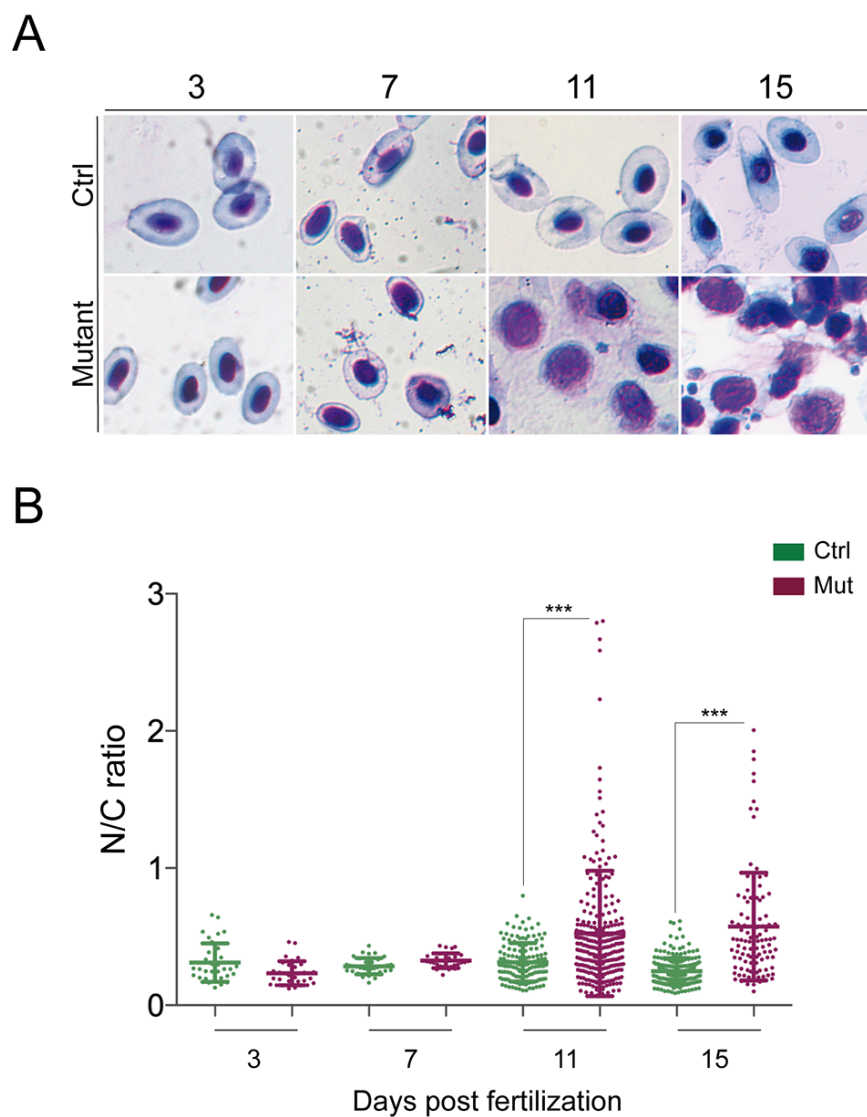 A
3 7 11 15
Ctrl
Mutant
B
Ctrl
Mut
3
***
2
***
N/C ratio
1
0
3 7 11 15
Days post fertilization